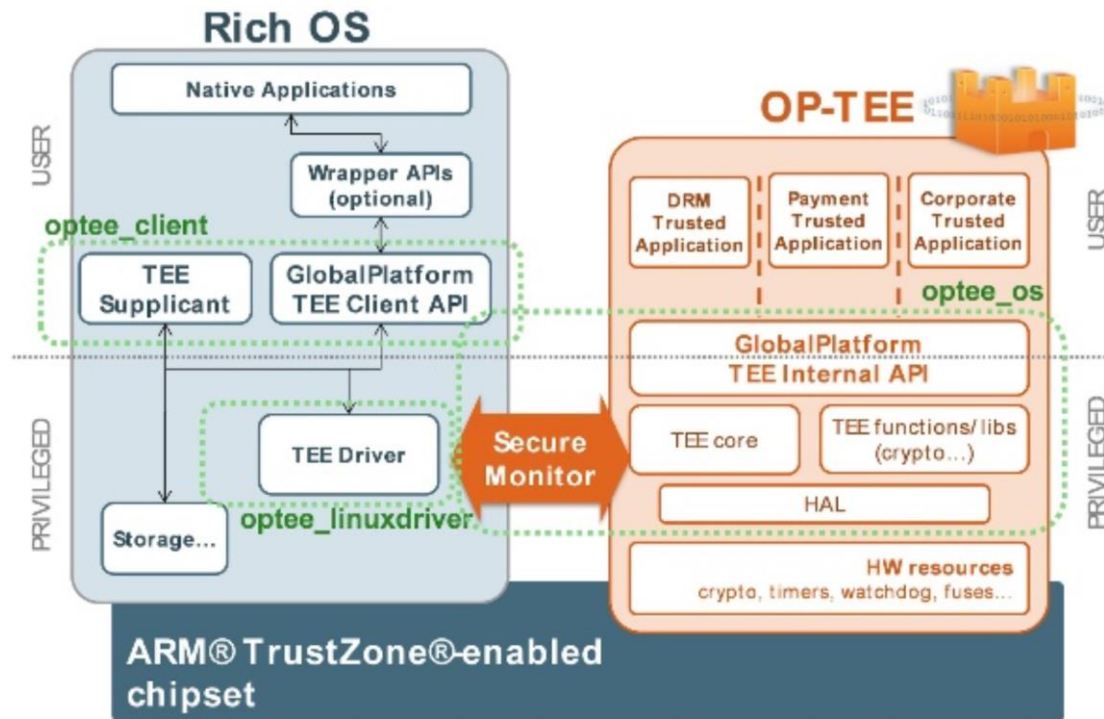 Rich OS
Native Applications
Wrapper APIs
(optional)
optee_client
TEE
Supplicant
GlobalPlatform
TEE Client API
TEE Driver
optee_linuxdriver
Storage...
USER
PRIVILEGED
Secure
Monitor
OP-TEE
DRM
Trusted
Application
Payment
Trusted
Application
Corporate
Trusted
Application
optee_os
GlobalPlatform
TEE Internal API
TEE core
TEE functions/libs
(crypto...)
HAL
HW resources
crypto, timers, watchdog, fuses...
USER
PRIVILEGED
ARM® TrustZone®-enabled
chipset